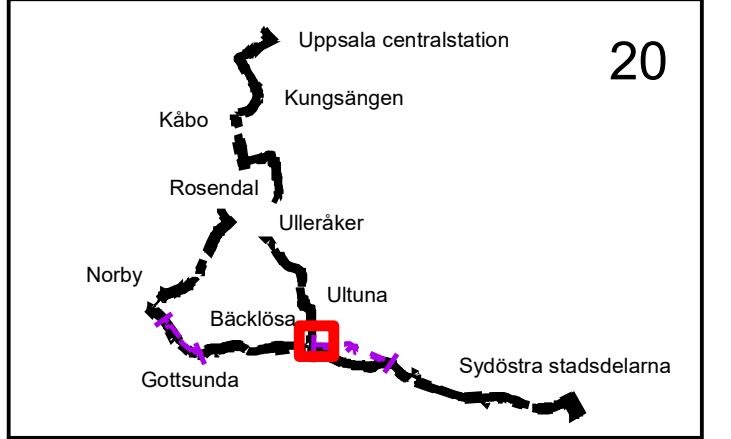 20
Uppsala centralstation
Kungsängen
Kåbo
Rosendal
Ulleråker
Norby
Ultuna
Bäcklösa
Sydöstra stadsdelarna
Gottsunda